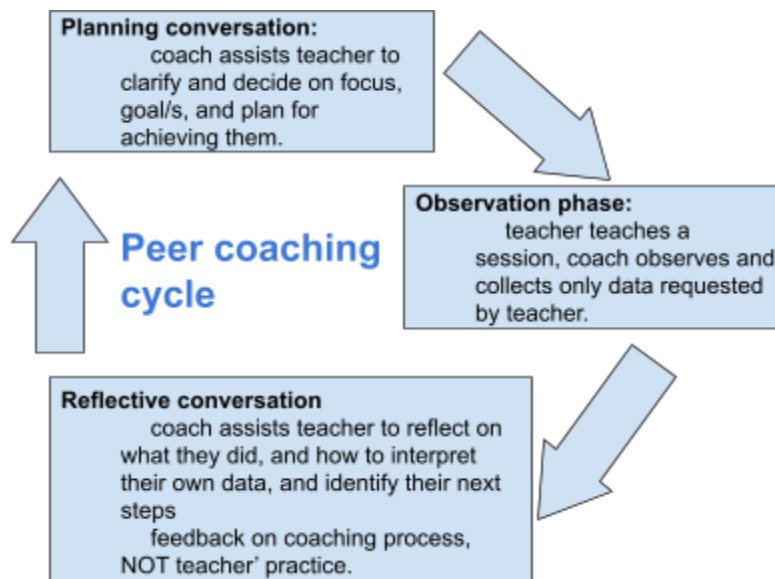 Planning conversation:
coach assists teacher to
clarify and decide on focus,
goal/s, and plan for
achieving them.
Observation phase:
teacher teaches a
session, coach observes and
collects only data requested
by teacher.
Peer coaching
cycle
Reflective conversation
coach assists teacher to reflect on
what they did, and how to interpret
their own data, and identify their next
steps
feedback on coaching process,
NOT teacher’ practice.